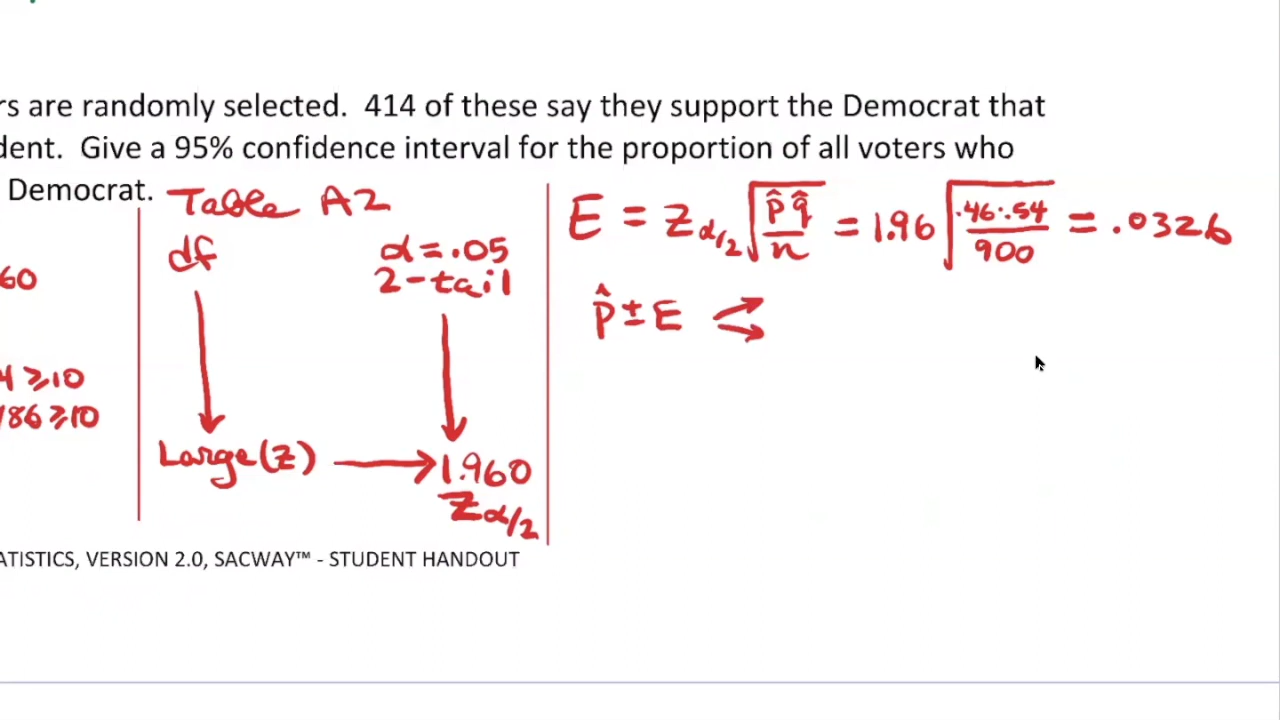 rs are randomly selected. 414 of these say they support the Democrat that
dent. Give a 95% confidence interval for the proportion of all voters who
Democrat.
Table A2
df
α=.05
2-tail
Large(Z) → 1.960
Zα/2
60
4 ≥10
186 ≥10
E = Zα/2 √(p̂q̂/n) = 1.96 √(.46·.54/900) = .0326
p̂ ± E
ATISTICS, VERSION 2.0, SACWAY™ - STUDENT HANDOUT